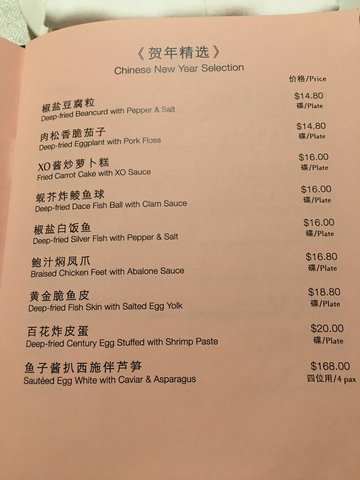 《贺年精选》
Chinese New Year Selection
价格/Price
椒盐豆腐粒 $14.80
Deep-fried Beancurd with Pepper & Salt 碟/Plate
肉松香脆茄子 $14.80
Deep-fried Eggplant with Pork Floss 碟/Plate
XO酱炒萝卜糕 $16.00
Fried Carrot Cake with XO Sauce 碟/Plate
蚬芥炸鲮鱼球 $16.00
Deep-fried Dace Fish Ball with Clam Sauce 碟/Plate
椒盐白饭鱼 $16.00
Deep-fried Silver Fish with Pepper & Salt 碟/Plate
鲍汁焖凤爪 $16.80
Braised Chicken Feet with Abalone Sauce 碟/Plate
黄金脆鱼皮 $18.80
Deep-fried Fish Skin with Salted Egg Yolk 碟/Plate
百花炸皮蛋 $20.00
Deep-fried Century Egg Stuffed with Shrimp Paste 碟/Plate
鱼子酱扒西施伴芦笋 $168.00
Sautéed Egg White with Caviar & Asparagus 四位用/4 pax